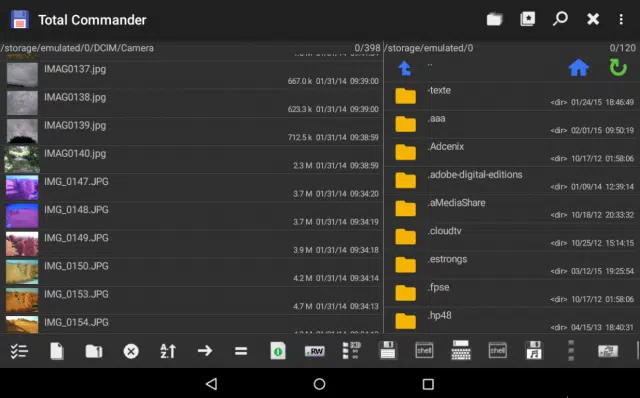 Total Commander
/storage/emulated/0/DCIM/Camera 0/398
IMAG0137.jpg
667.0 k 01/31/14 09:39:00
IMAG0138.jpg
623.3 k 01/31/14 09:39:00
IMAG0139.jpg
712.5 k 01/31/14 09:38:59
IMAG0140.jpg
2.3 M 01/31/14 09:38:59
IMG_0147.JPG
3.7 M 01/31/14 09:34:20
IMG_0148.JPG
3.7 M 01/31/14 09:34:19
IMG_0149.JPG
3.9 M 01/31/14 09:34:18
IMG_0150.JPG
4.2 M 01/31/14 09:34:14
IMG_0153.JPG
4.7 M 01/31/14 09:34:13
IMG_0154.JPG
/storage/emulated/0 0/120
..
-texte
<dir> 01/24/15 18:46:49
.aaa
<dir> 02/01/15 09:50:19
.Adcenix
<dir> 10/17/12 01:58:06
.adobe-digital-editions
<dir> 01/09/14 12:39:14
.aMediaShare
<dir> 10/18/12 20:33:32
.cloudtv
<dir> 10/25/12 15:14:15
.estrongs
<dir> 03/12/15 19:25:54
.fpse
<dir> 10/17/12 01:58:06
.hp48
<dir> 04/15/13 18:40:31
A..Z
RW
shell
shell